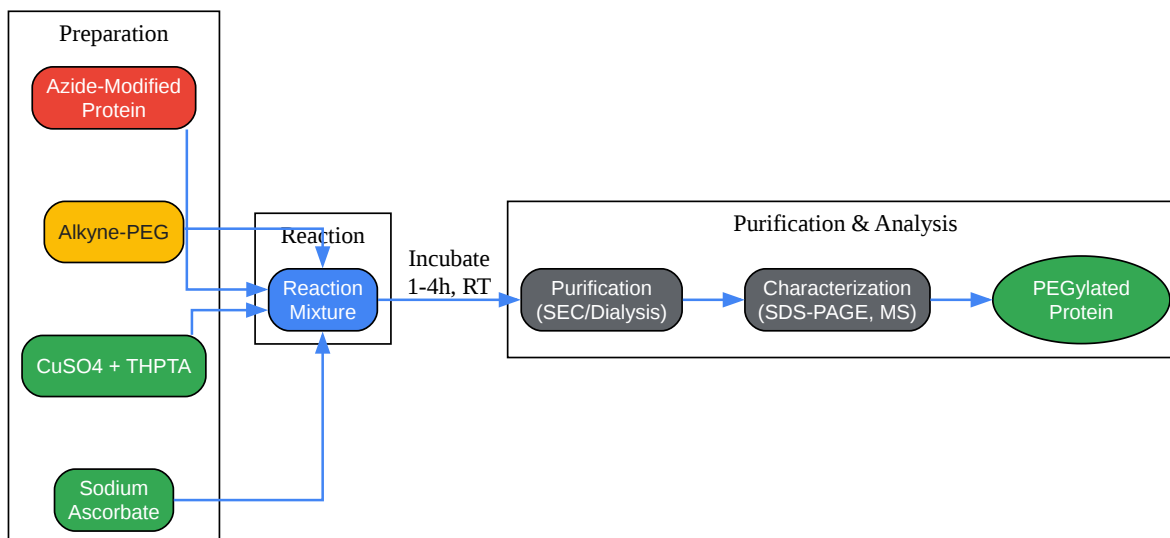 Preparation
Azide-Modified
Protein
Alkyne-PEG
CuSO4 + THPTA
Sodium
Ascorbate
Reaction
Reaction
Mixture
Incubate
1-4h, RT
Purification & Analysis
Purification
(SEC/Dialysis)
Characterization
(SDS-PAGE, MS)
PEGylated
Protein